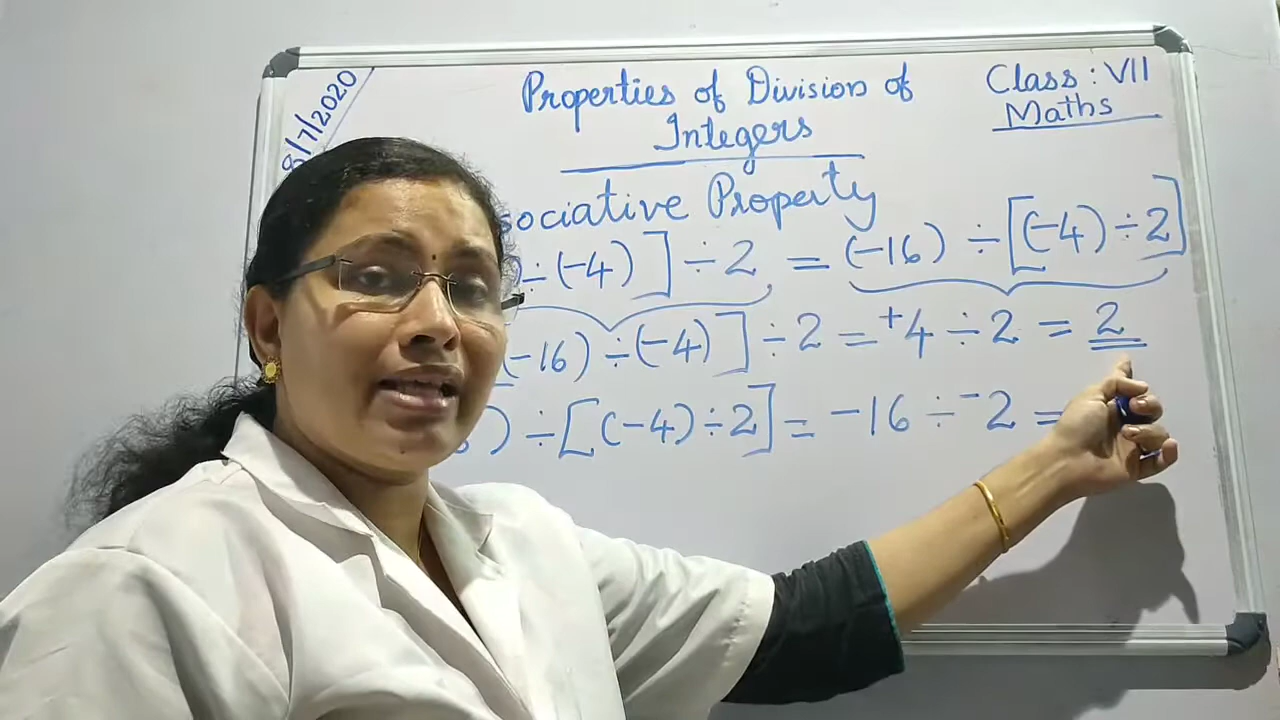 8/7/2020
Properties of Division of
Integers
Class : VII
Maths
sociative Property
÷(-4)] ÷2 = (-16) ÷[(-4)÷2]
(-16)÷(-4)] ÷2 = +4÷2 = 2
) ÷[(-4)÷2] = -16÷-2 =